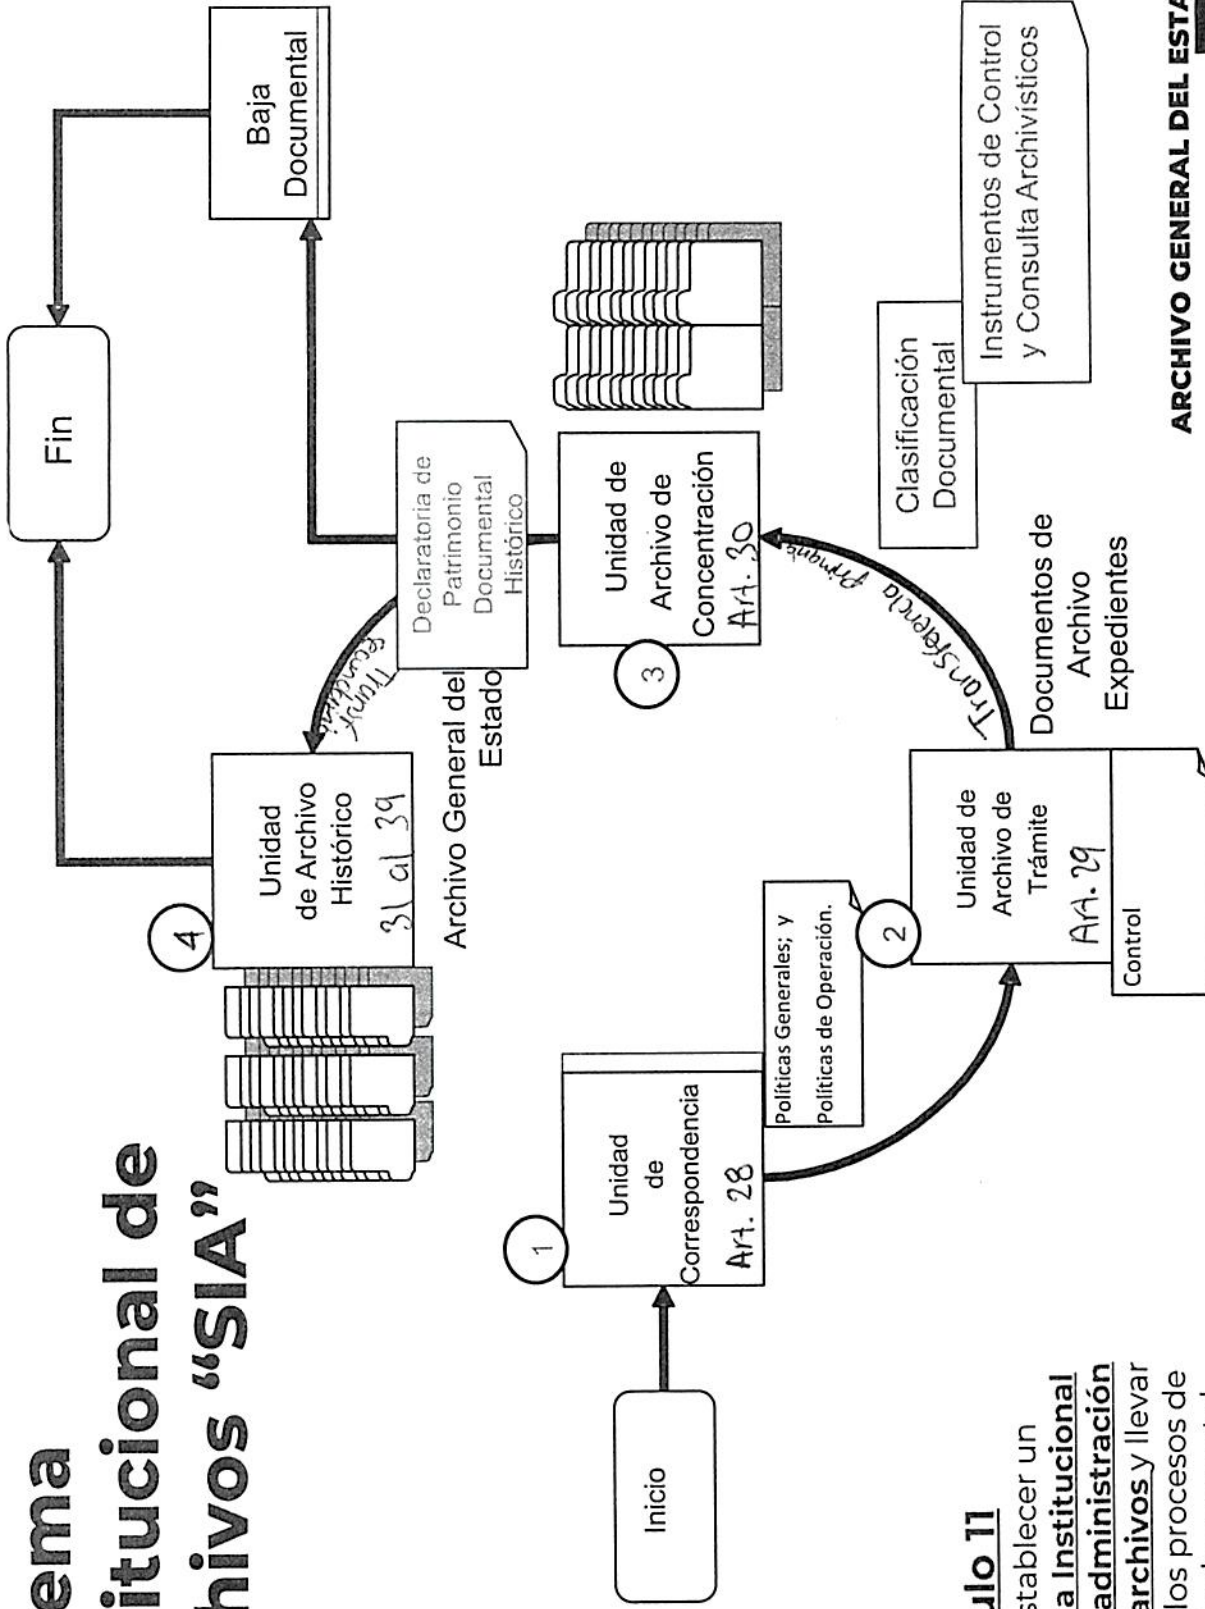 ema
itucional de
hivos “SIA”
ulo 11
stablecer un
a Institucional
administración
archivos y llevar
los procesos de
Inicio
1
Unidad
de
Correspondencia
Art. 28
Políticas Generales; y
Políticas de Operación.
2
Unidad de
Archivo de
Trámite
Art. 29
Control
Documentos de
Archivo
Expedientes
Transferencia primaria
3
Unidad de
Archivo de
Concentración
Art. 30
Clasificación
Documental
Instrumentos de Control
y Consulta Archivísticos
Declaratoria de
Patrimonio
Documental
Histórico
Transf
4
Unidad
de Archivo
Histórico
31 al 39
Archivo General del
Estado
Baja
Documental
Fin
ARCHIVO GENERAL DEL ESTA